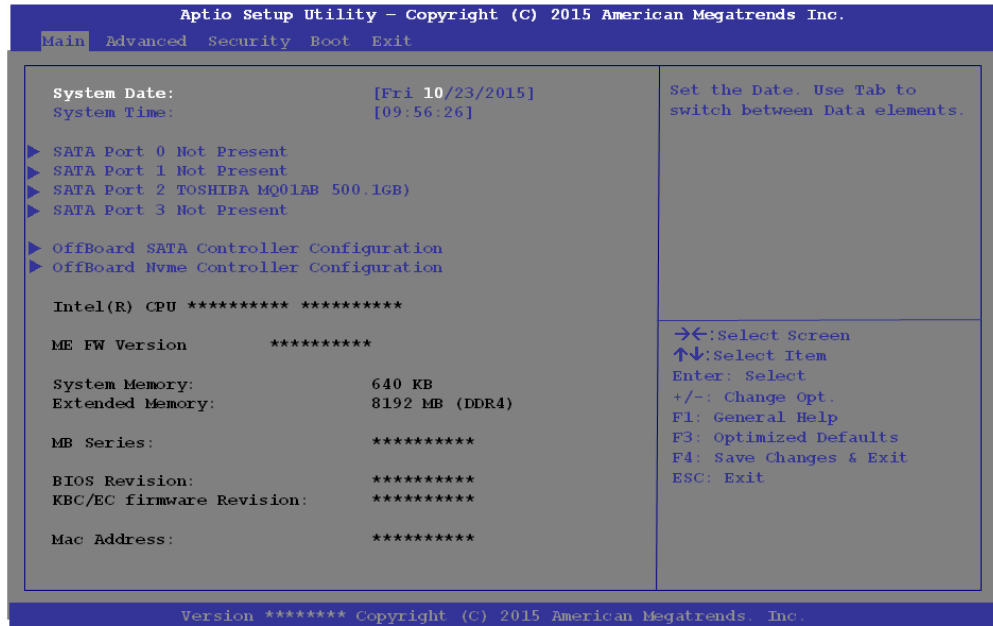 Aptio Setup Utility – Copyright (C) 2015 American Megatrends Inc.
Main Advanced Security Boot Exit
System Date: [Fri 10/23/2015]
System Time: [09:56:26]
SATA Port 0 Not Present
SATA Port 1 Not Present
SATA Port 2 TOSHIBA MQ01AB 500.1GB)
SATA Port 3 Not Present
OffBoard SATA Controller Configuration
OffBoard Nvme Controller Configuration
Intel(R) CPU ********** **********
ME FW Version **********
System Memory: 640 KB
Extended Memory: 8192 MB (DDR4)
MB Series: **********
BIOS Revision: **********
KBC/EC firmware Revision: **********
Mac Address: **********
Set the Date. Use Tab to
switch between Data elements.
→←:Select Screen
↑↓:Select Item
Enter: Select
+/-: Change Opt.
F1: General Help
F3: Optimized Defaults
F4: Save Changes & Exit
ESC: Exit
Version ******** Copyright (C) 2015 American Megatrends. Inc.